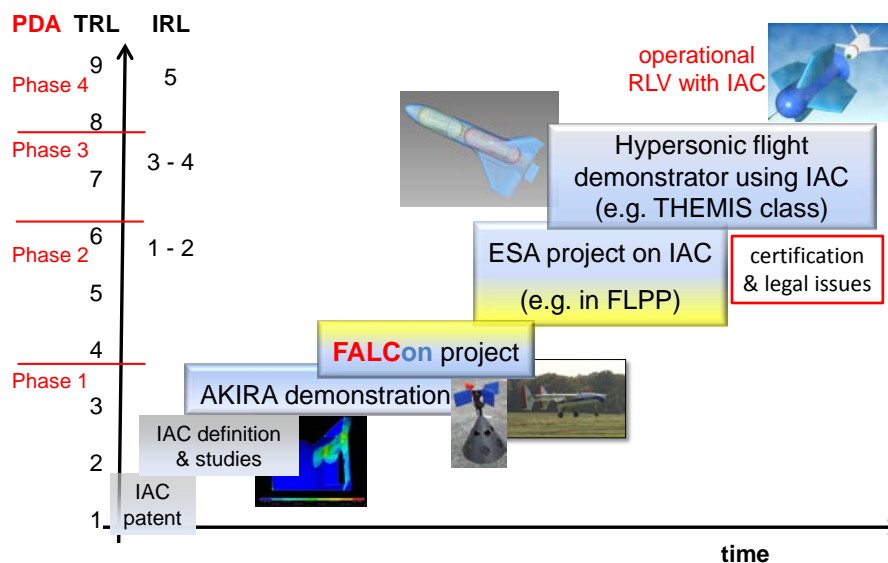 PDA TRL IRL
9
Phase 4
5
8
Phase 3
3 - 4
7
6
Phase 2
1 - 2
5
4
Phase 1
3
2
1
operational
RLV with IAC
Hypersonic flight
demonstrator using IAC
(e.g. THEMIS class)
ESA project on IAC
(e.g. in FLPP)
certification
& legal issues
FALCon project
AKIRA demonstration
IAC definition
& studies
IAC
patent
time